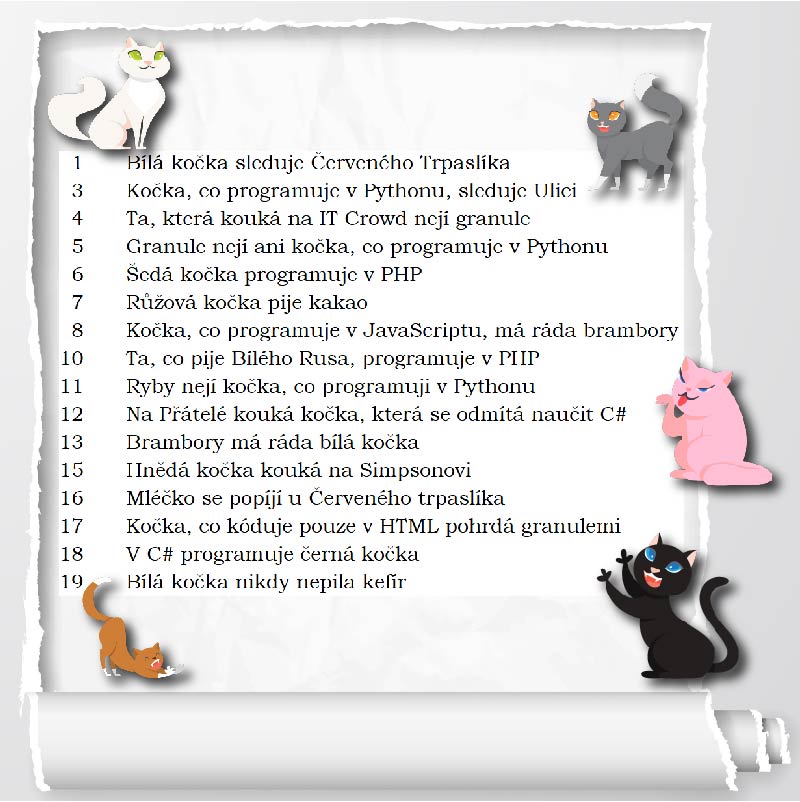 1 Bílá kočka sleduje Červeného Trpaslíka
3 Kočka, co programuje v Pythonu, sleduje Ulici
4 Ta, která kouká na IT Crowd nejí granule
5 Granule nejí ani kočka, co programuje v Pythonu
6 Šedá kočka programuje v PHP
7 Růžová kočka pije kakao
8 Kočka, co programuje v JavaScriptu, má ráda brambory
10 Ta, co pije Bílého Rusa, programuje v PHP
11 Ryby nejí kočka, co programuji v Pythonu
12 Na Přátelé kouká kočka, která se odmítá naučit C#
13 Brambory má ráda bílá kočka
15 Hnědá kočka kouká na Simpsonovi
16 Mléčko se popíjí u Červeného trpaslíka
17 Kočka, co kóduje pouze v HTML pohrdá granulemi
18 V C# programuje černá kočka
19 Bílá kočka nikdy nepila kefír